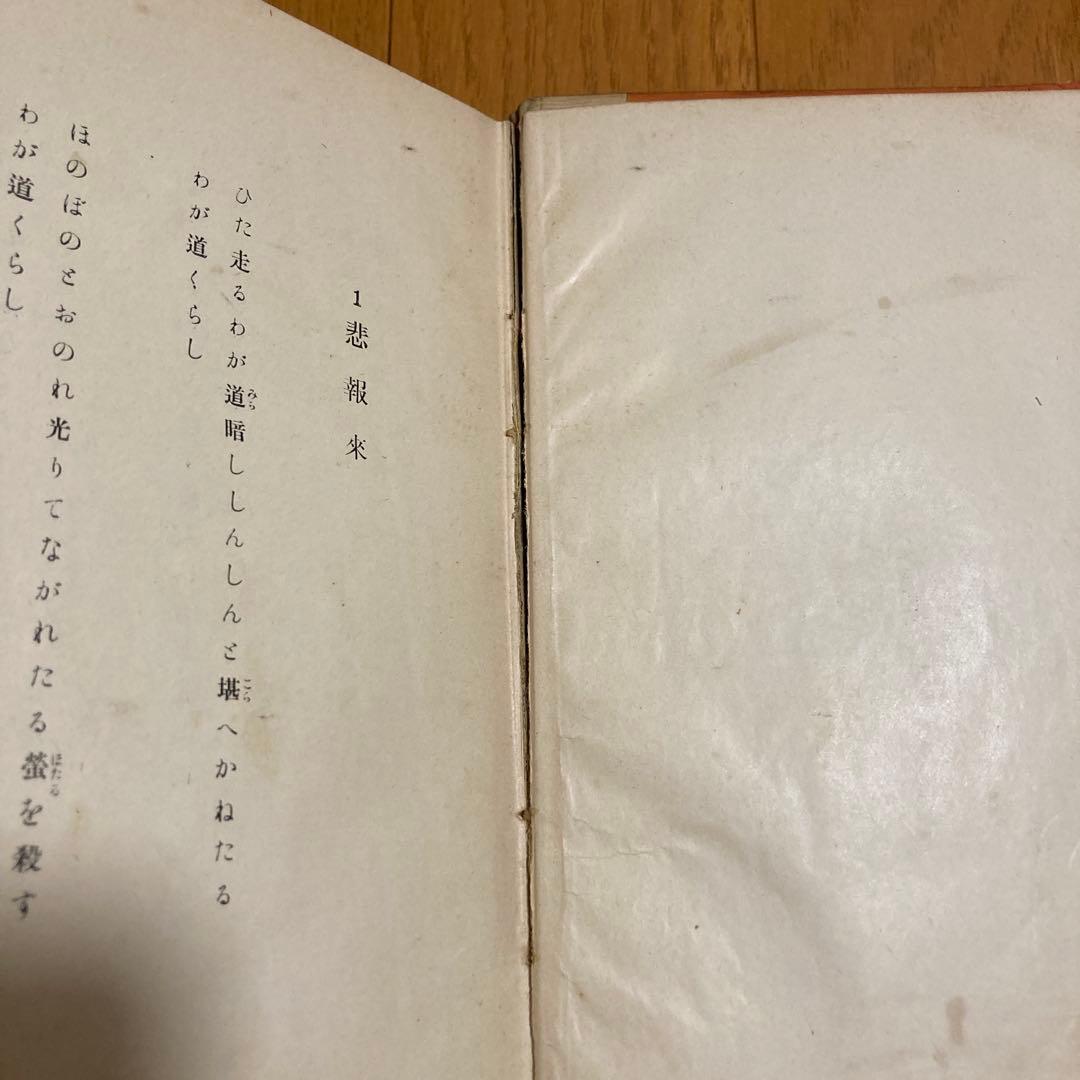 1 悲報來
ひた走るわが道暗ししんしんと堪へかねたる
わが道くらし
ほのぼのとおのれ光りてながれたる螢を殺す
わが道くらし